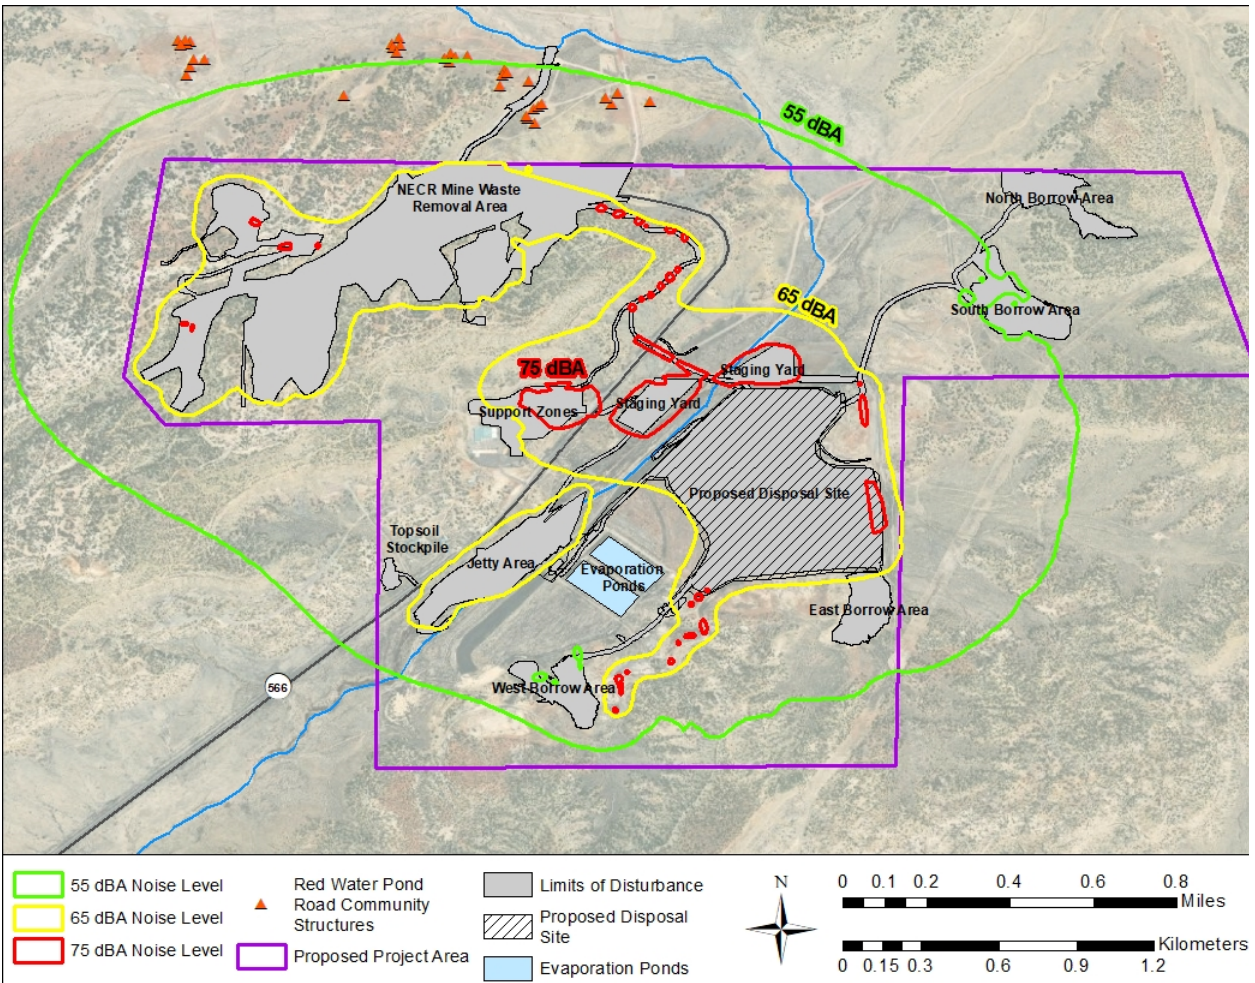 55 dBA
NECR Mine Waste
Removal Area
North Borrow Area
65 dBA
South Borrow Area
75 dBA
Staging Yard
Support Zones
Staging Yard
Proposed Disposal Site
Topsoil
Stockpile
Jetty Area
Evaporation
Ponds
East Borrow Area
West Borrow Area
566
55 dBA Noise Level
65 dBA Noise Level
75 dBA Noise Level
Red Water Pond
Road Community
Structures
Proposed Project Area
Limits of Disturbance
Proposed Disposal
Site
Evaporation Ponds
N
0 0.1 0.2 0.4 0.6 0.8
Miles
Kilometers
0 0.15 0.3 0.6 0.9 1.2